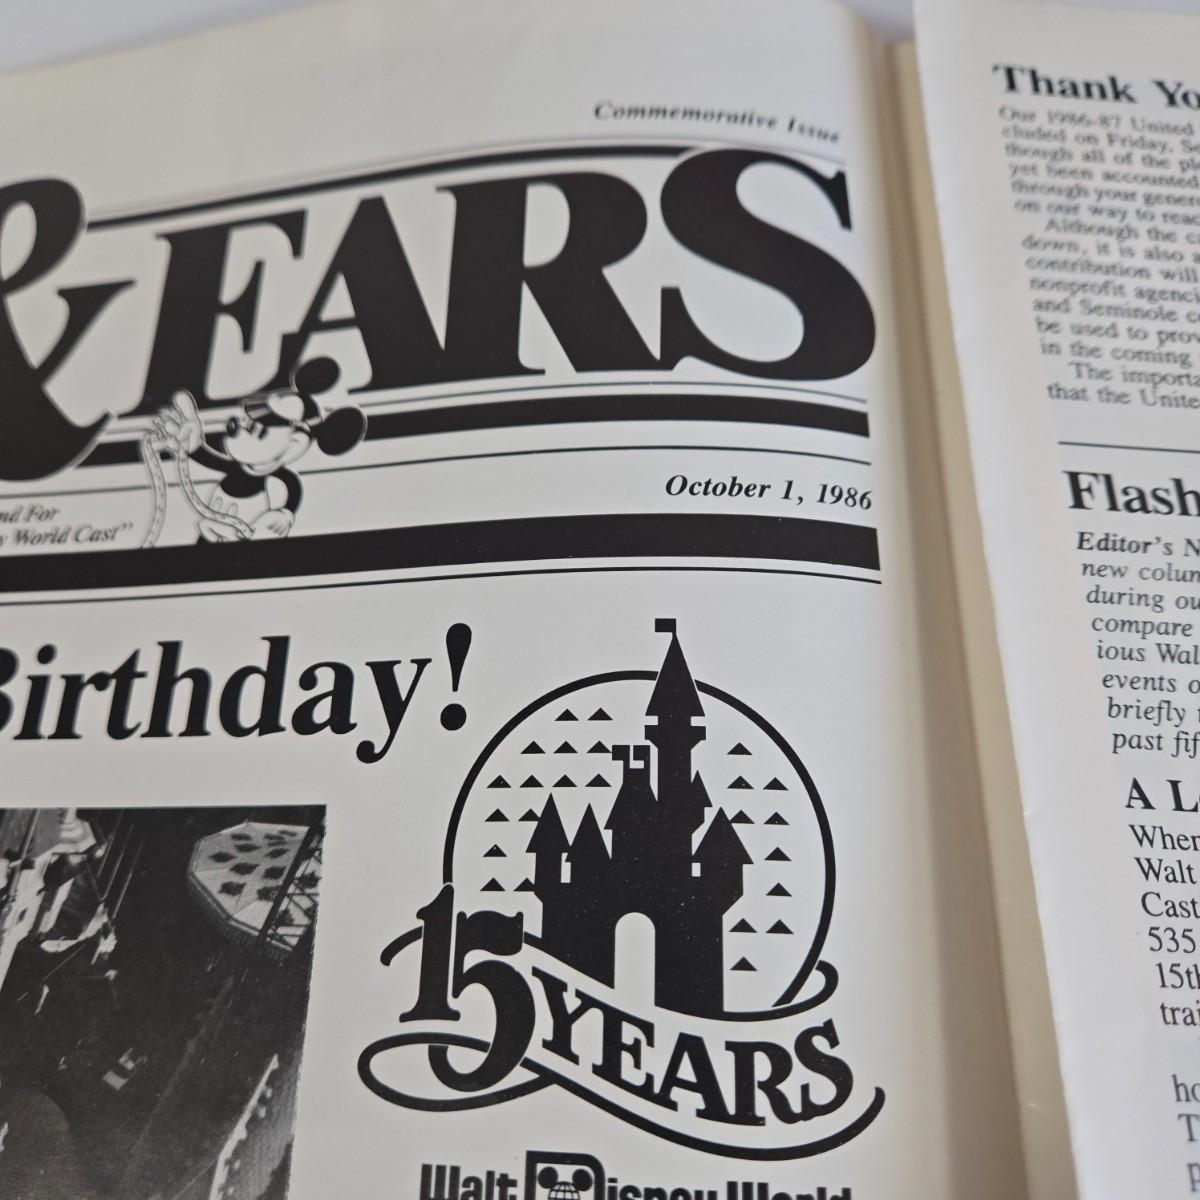 Commemorative Issue
& EARS
October 1, 1986
nd For
y World Cast"
Birthday!
15 YEARS
Walt Disney World
Thank Yo
Our 1986-87 United
cluded on Friday, Se
though all of the pl
yet been accounted
through your gener
on our way to reac
Although the c
down, it is also a
contribution will
nonprofit agenci
and Seminole c
be used to prov
in the coming
The importa
that the Unite
Flash
Editor's N
new colum
during ou
compare
ious Wal
events o
briefly
past fif
A L
When
Walt
Cast
535
15th
tra
ho
T
p